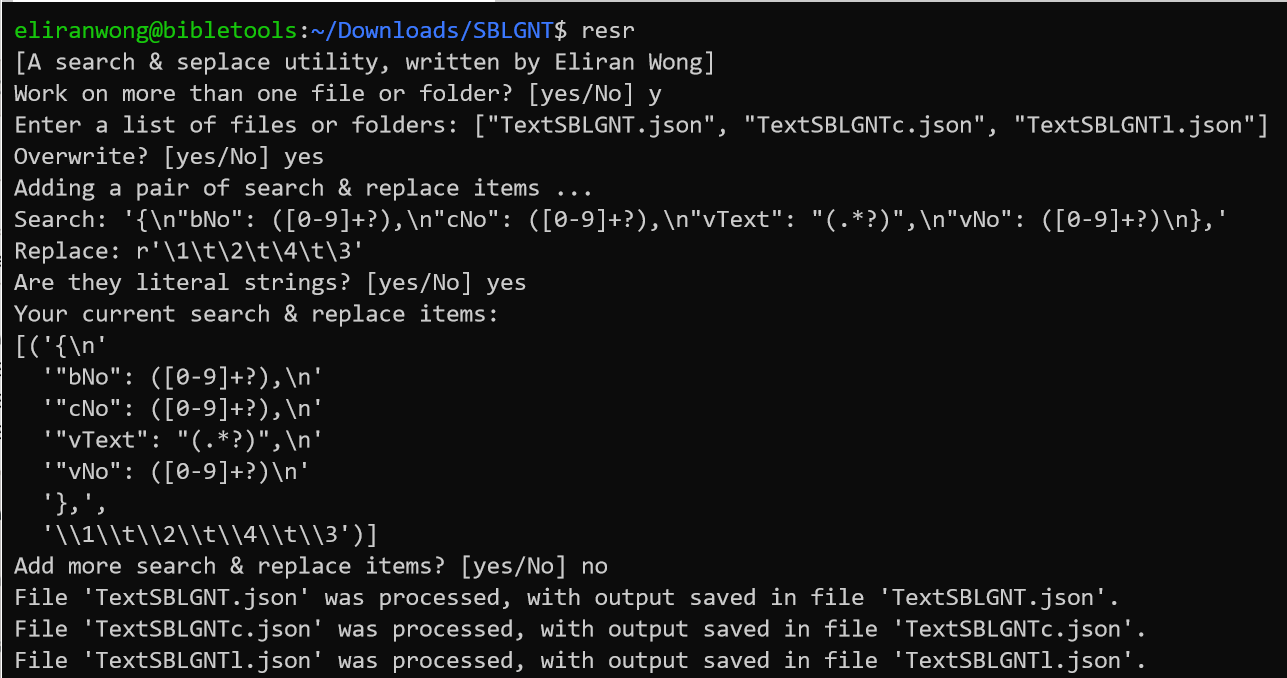 eliranwong@bibletools:~/Downloads/SBLGNT$ resr
[A search & seplace utility, written by Eliran Wong]
Work on more than one file or folder? [yes/No] y
Enter a list of files or folders: ["TextSBLGNT.json", "TextSBLGNTc.json", "TextSBLGNTl.json"]
Overwrite? [yes/No] yes
Adding a pair of search & replace items ...
Search: '{\n"bNo": ([0-9]+?),\n"cNo": ([0-9]+?),\n"vText": "(.*?)",\n"vNo": ([0-9]+?)\n},'
Replace: r'\1\t\2\t\4\t\3'
Are they literal strings? [yes/No] yes
Your current search & replace items:
[('{\n'
  '"bNo": ([0-9]+?),\n'
  '"cNo": ([0-9]+?),\n'
  '"vText": "(.*?)",\n'
  '"vNo": ([0-9]+?)\n'
  '},',
  '\\1\\t\\2\\t\\4\\t\\3')]
Add more search & replace items? [yes/No] no
File 'TextSBLGNT.json' was processed, with output saved in file 'TextSBLGNT.json'.
File 'TextSBLGNTc.json' was processed, with output saved in file 'TextSBLGNTc.json'.
File 'TextSBLGNTl.json' was processed, with output saved in file 'TextSBLGNTl.json'.